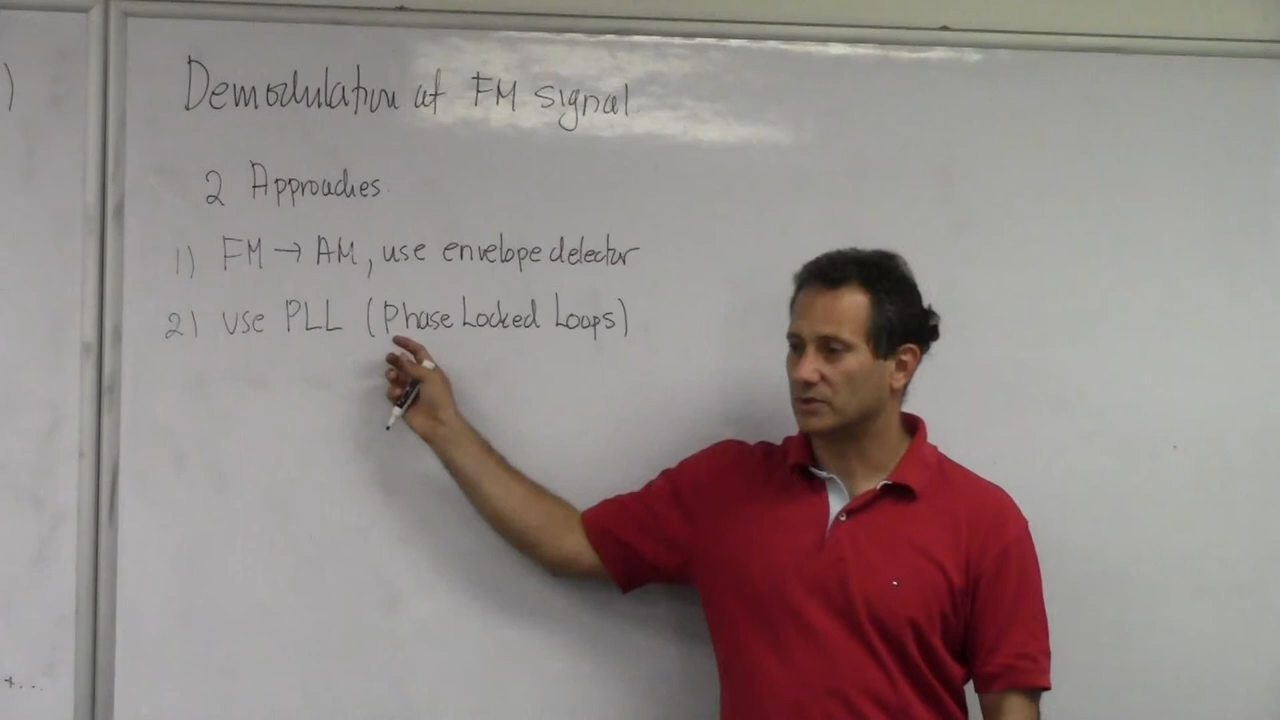 )
Demodulation of FM signal
2 Approaches.
1) FM → AM, use envelope detector
2) use PLL (Phase Locked Loops)
+...